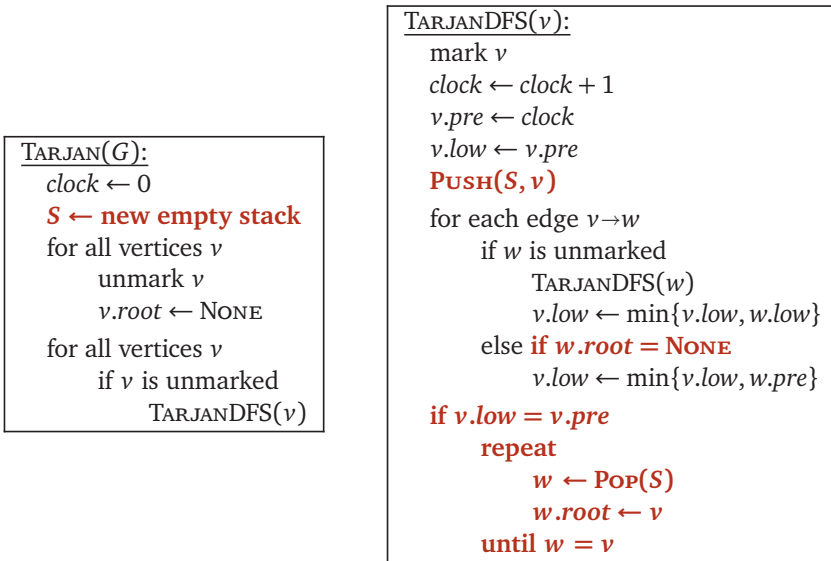 TARJAN(G):
clock ← 0
S ← new empty stack
for all vertices v
unmark v
v.root ← NONE
for all vertices v
if v is unmarked
TARJANDFS(v)
TARJANDFS(v):
mark v
clock ← clock + 1
v.pre ← clock
v.low ← v.pre
PUSH(S, v)
for each edge v→w
if w is unmarked
TARJANDFS(w)
v.low ← min{v.low, w.low}
else if w.root = NONE
v.low ← min{v.low, w.pre}
if v.low = v.pre
repeat
w ← POP(S)
w.root ← v
until w = v